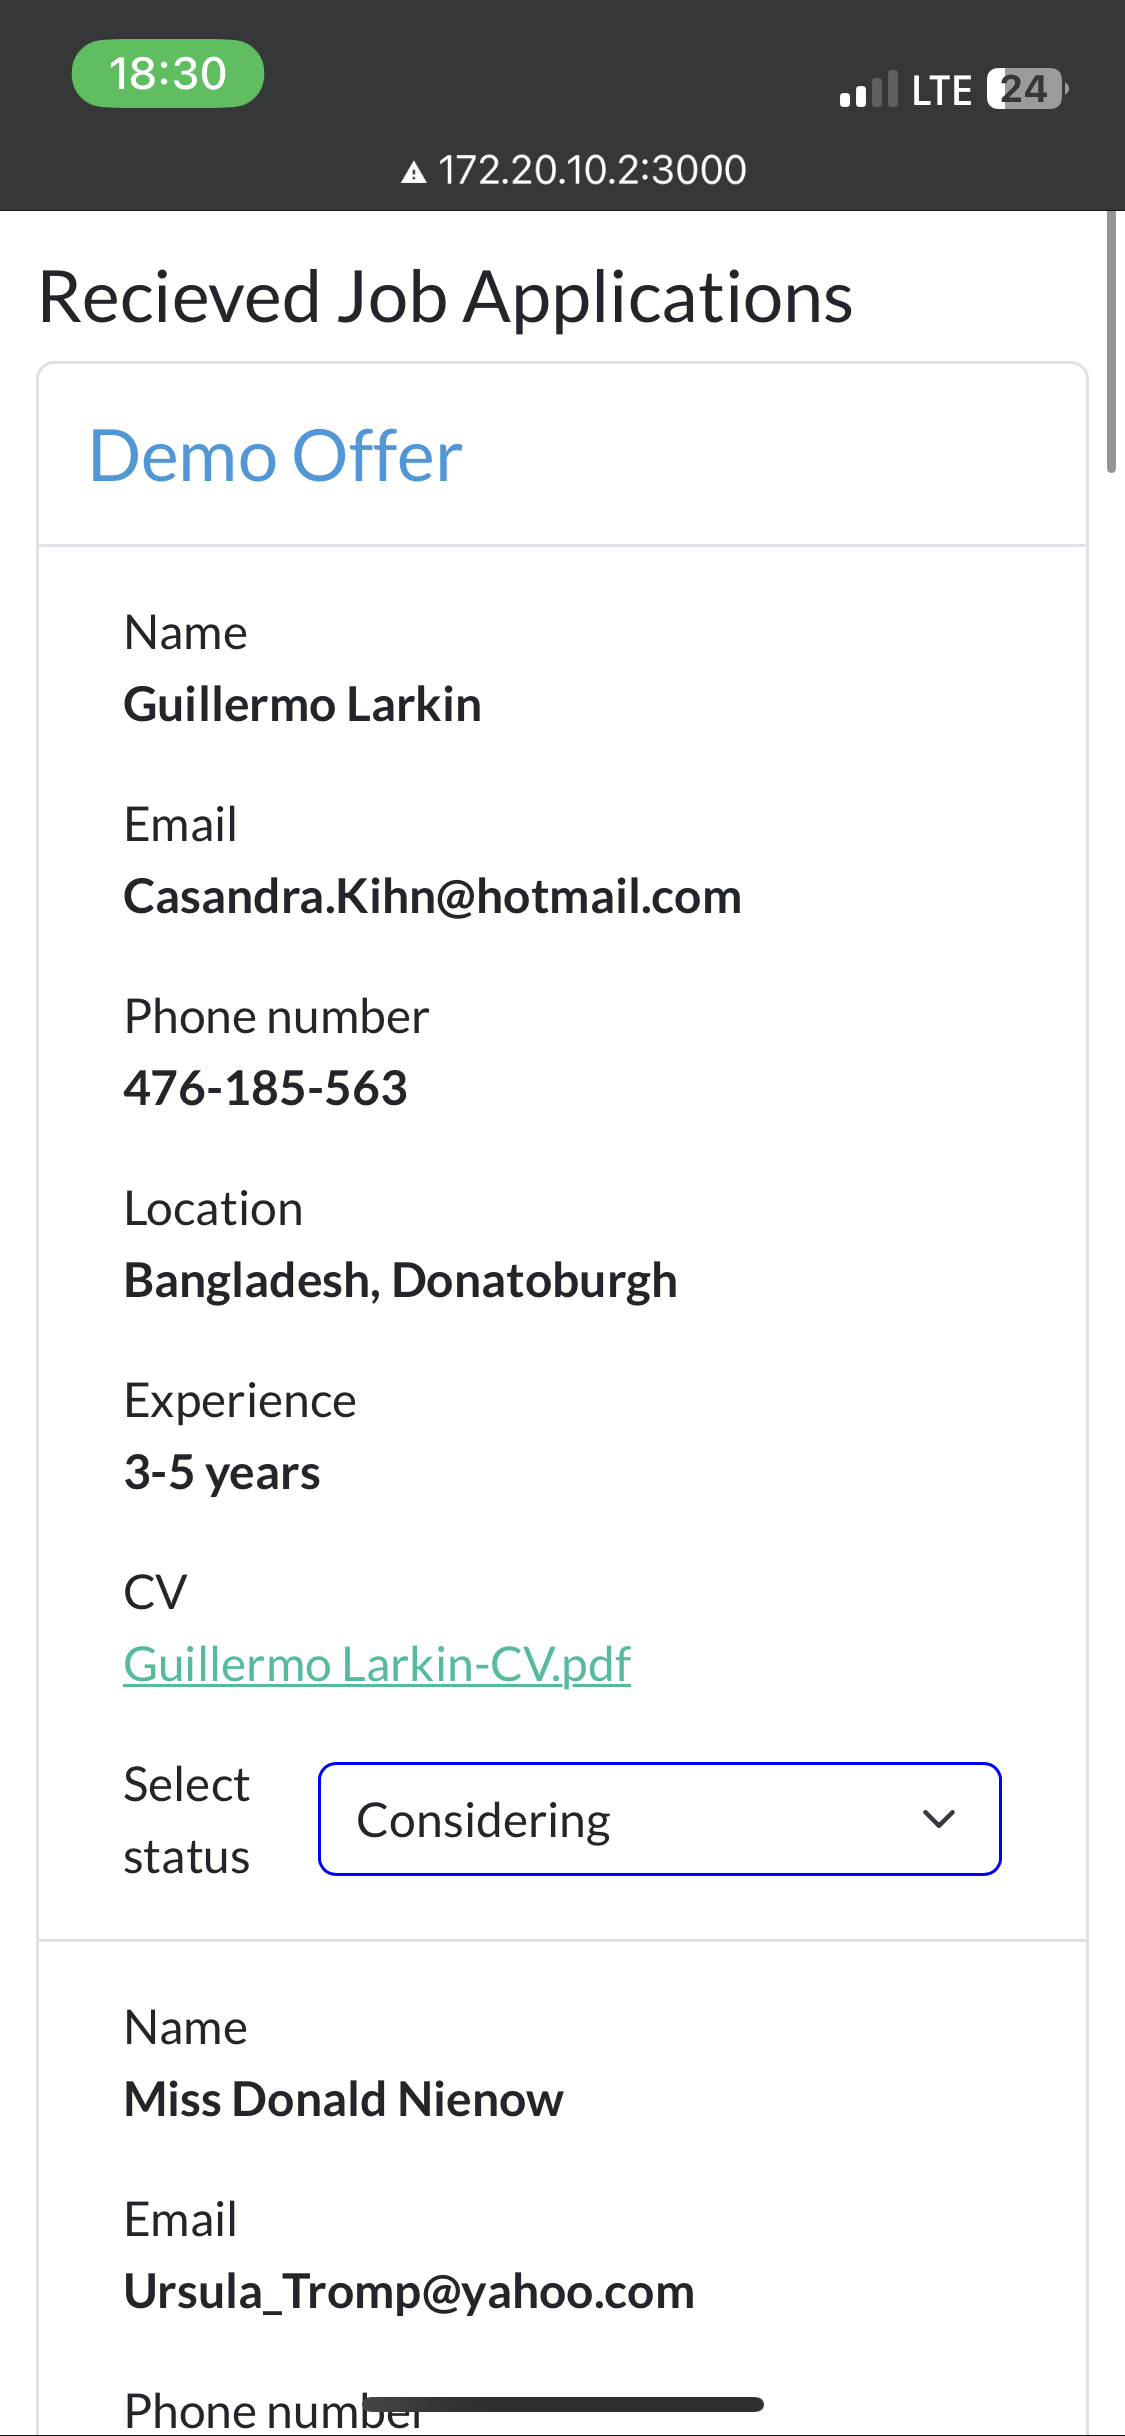 18:30
LTE 24
172.20.10.2:3000
Recieved Job Applications
Demo Offer
Name
Guillermo Larkin
Email
Casandra.Kihn@hotmail.com
Phone number
476-185-563
Location
Bangladesh, Donatoburgh
Experience
3-5 years
CV
Guillermo Larkin-CV.pdf
Select
status
Considering
Name
Miss Donald Nienow
Email
Ursula_Tromp@yahoo.com
Phone number